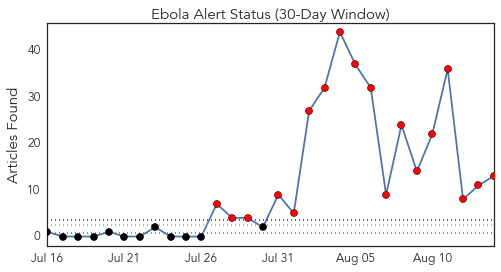 Ebola Alert Status (30-Day Window)
Articles Found
40
30
20
10
0
Jul 16 Jul 21 Jul 26 Jul 31 Aug 05 Aug 10